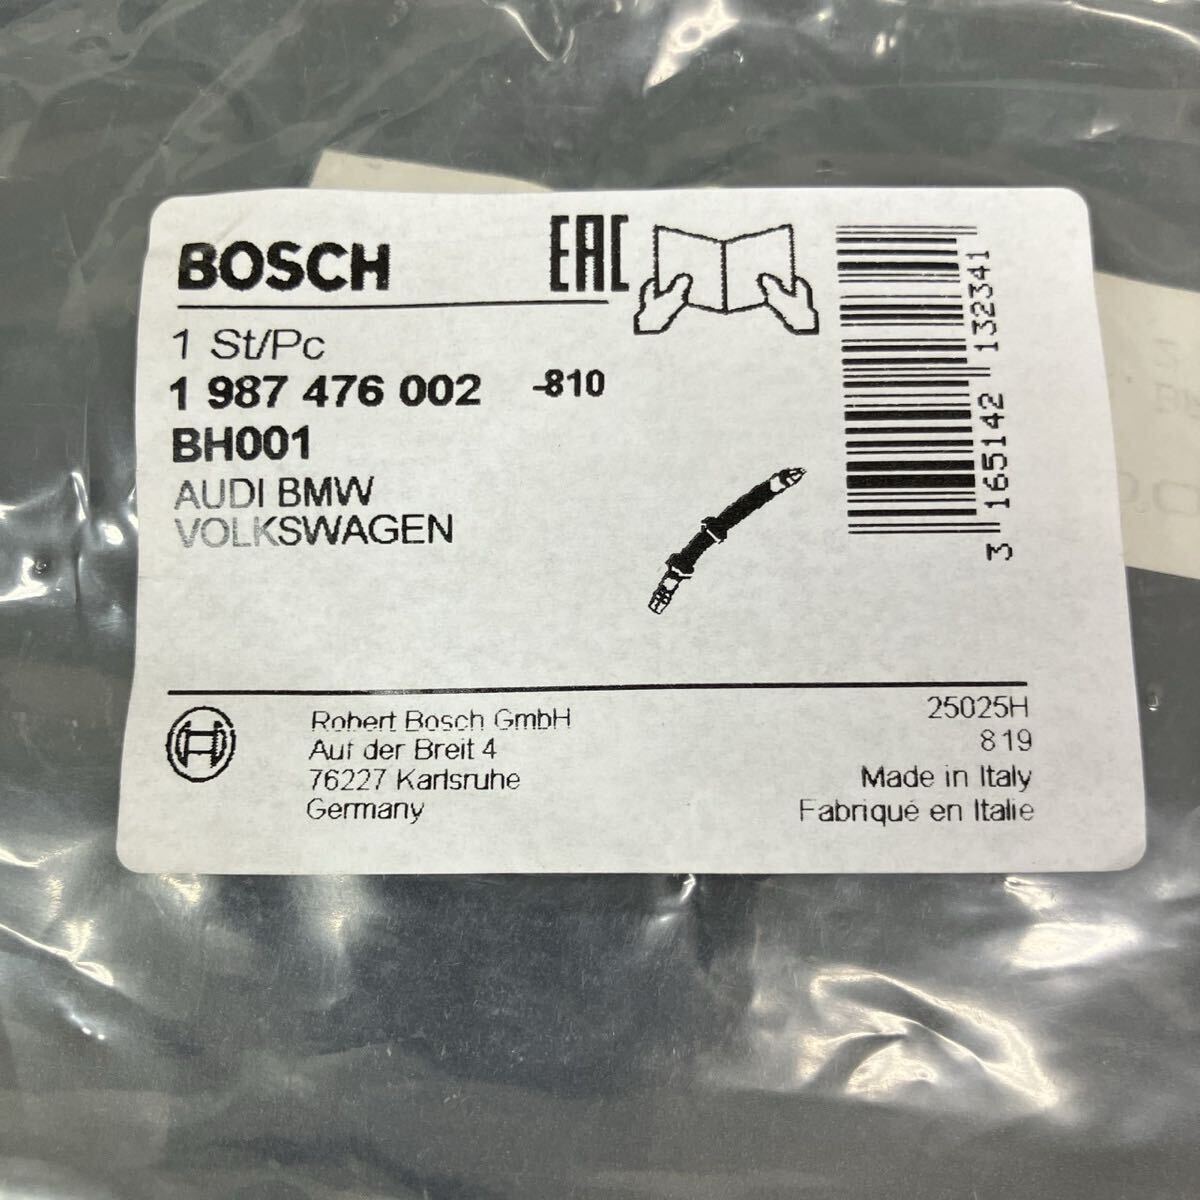 BOSCH
EAC
1 St/Pc
1 987 476 002 -810
BH001
AUDI BMW
VOLKSWAGEN
3 165142 132341
Robert Bosch GmbH
Auf der Breit 4
76227 Karlsruhe
Germany
25025H
819
Made in Italy
Fabriqué en Italie